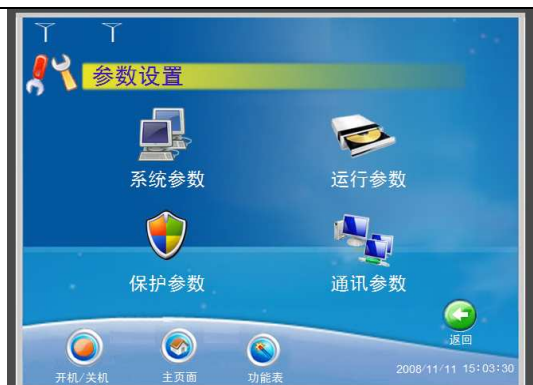 参数设置
系统参数 运行参数
保护参数 通讯参数
返回
开机/关机 主页面 功能表 2008/11/11 15:03:30